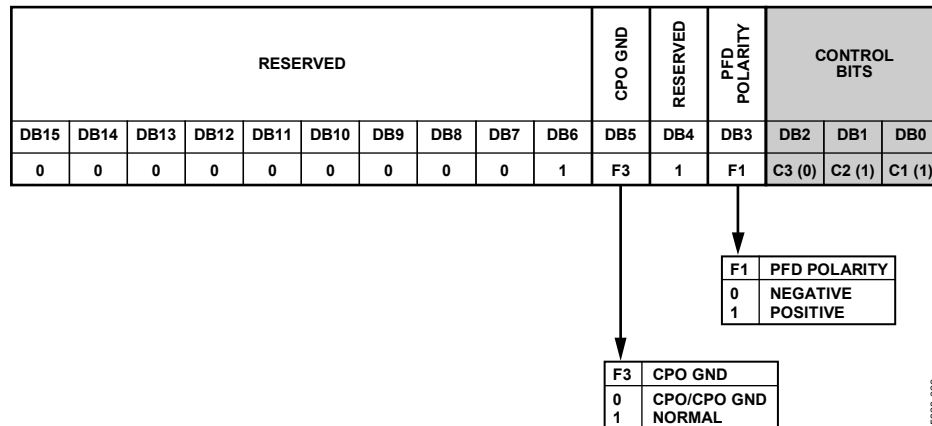 RESERVED
CPO GND
RESERVED
PFD POLARITY
CONTROL
BITS
DB15 DB14 DB13 DB12 DB11 DB10 DB9 DB8 DB7 DB6 DB5 DB4 DB3 DB2 DB1 DB0
0 0 0 0 0 0 0 0 0 1 F3 1 F1 C3 (0) C2 (1) C1 (1)
F1 PFD POLARITY
0 NEGATIVE
1 POSITIVE
F3 CPO GND
0 CPO/CPO GND
1 NORMAL